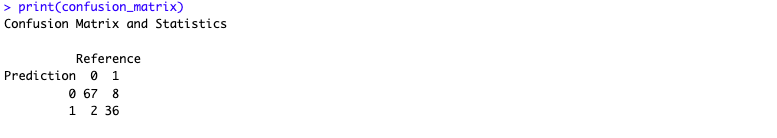 > print(confusion_matrix)
Confusion Matrix and Statistics
Reference
Prediction 0 1
0 67 8
1 2 36